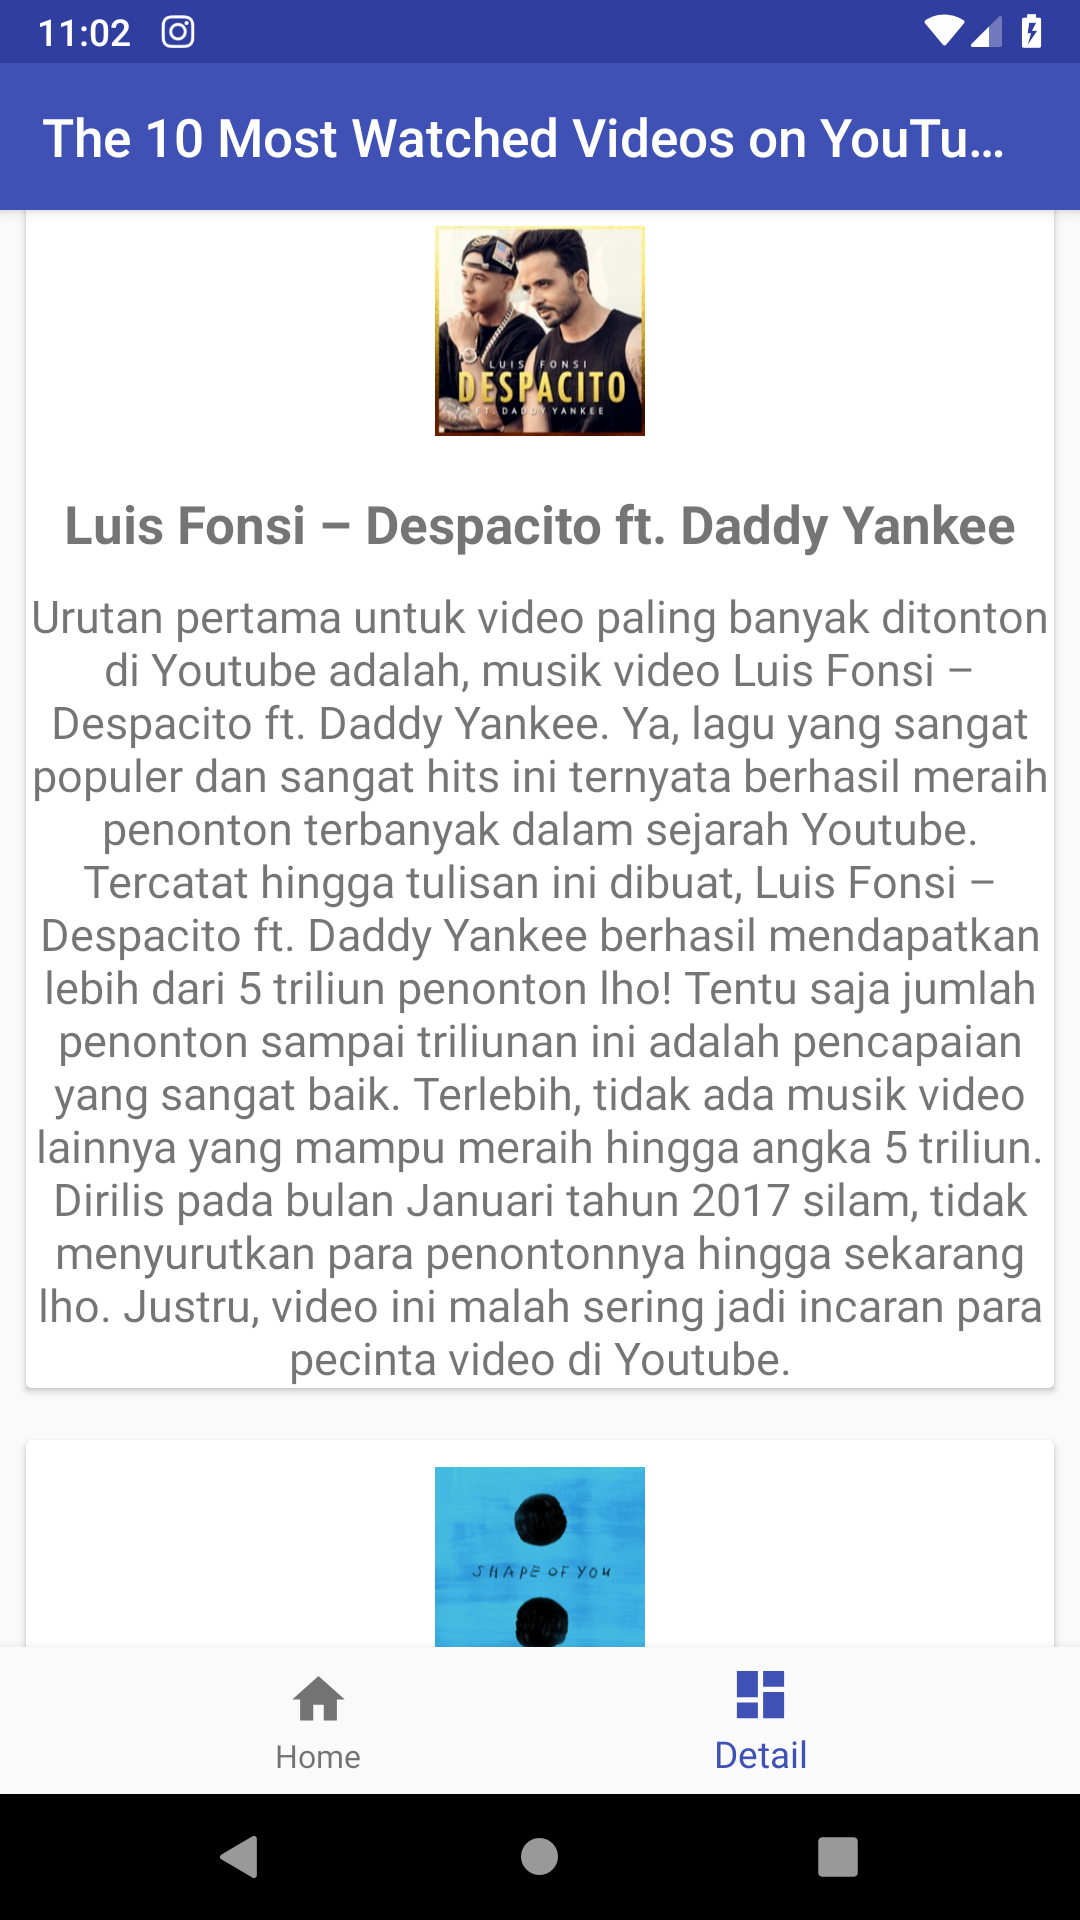 11:02
The 10 Most Watched Videos on YouTu...
LUIS FONSI
DESPACITO
FT. DADDY YANKEE
Luis Fonsi – Despacito ft. Daddy Yankee
Urutan pertama untuk video paling banyak ditonton
di Youtube adalah, musik video Luis Fonsi –
Despacito ft. Daddy Yankee. Ya, lagu yang sangat
populer dan sangat hits ini ternyata berhasil meraih
penonton terbanyak dalam sejarah Youtube.
Tercatat hingga tulisan ini dibuat, Luis Fonsi –
Despacito ft. Daddy Yankee berhasil mendapatkan
lebih dari 5 triliun penonton lho! Tentu saja jumlah
penonton sampai triliunan ini adalah pencapaian
yang sangat baik. Terlebih, tidak ada musik video
lainnya yang mampu meraih hingga angka 5 triliun.
Dirilis pada bulan Januari tahun 2017 silam, tidak
menyurutkan para penontonnya hingga sekarang
lho. Justru, video ini malah sering jadi incaran para
pecinta video di Youtube.
SHAPE OF YOU
Home
Detail